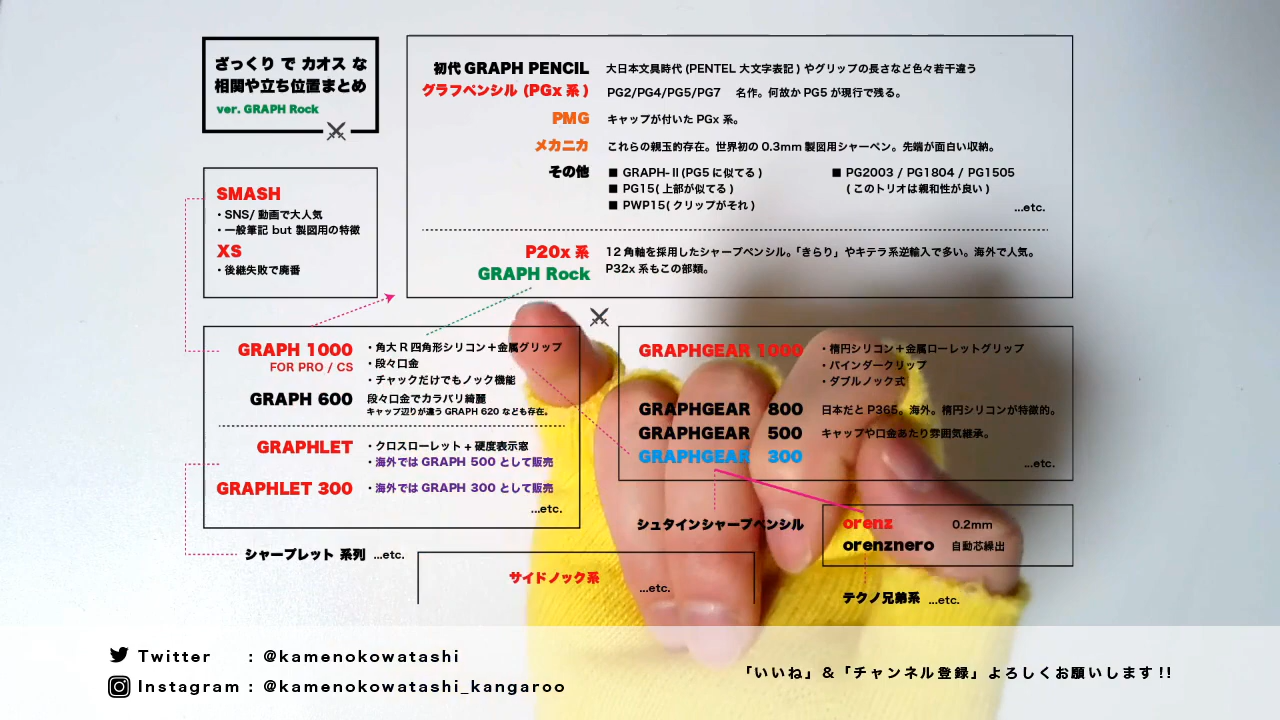 ざっくり で カオス な
相関や立ち位置まとめ
ver. GRAPH Rock
初代 GRAPH PENCIL 大日本文具時代 (PENTEL 大文字表記 ) やグリップの長さなど色々若干違う
グラフペンシル (PGx 系 ) PG2/PG4/PG5/PG7 名作。何故か PG5 が現行で残る。
PMG キャップが付いた PGx 系。
メカニカ これらの親玉的存在。世界初の 0.3mm 製図用シャーペン。先端が面白い収納。
その他 ■ GRAPH-Ⅱ(PG5 に似てる ) ■ PG2003 / PG1804 / PG1505
■ PG15( 上部が似てる ) ( このトリオは親和性が良い )
■ PWP15( クリップがそれ )
...etc.
P20x 系 12 角軸を採用したシャープペンシル。「きらり」やキテラ系逆輸入で多い。海外で人気。
GRAPH Rock P32x 系もこの部類。
SMASH
・SNS/ 動画で大人気
・一般筆記 but 製図用の特徴
XS
・後継失敗で廃番
GRAPH 1000 ・角大 R 四角形シリコン＋金属グリップ
FOR PRO / CS ・段々口金
・チャックだけでもノック機能
GRAPH 600 段々口金でカラバリ綺麗
キャップ辺りが違う GRAPH 620 なども存在。
GRAPHLET ・クロスローレット + 硬度表示窓
・海外では GRAPH 500 として販売
GRAPHLET 300 ・海外では GRAPH 300 として販売
...etc.
GRAPHGEAR 1000 ・楕円シリコン＋金属ローレットグリップ
・バインダークリップ
・ダブルノック式
GRAPHGEAR 800 日本だと P365。海外。楕円シリコンが特徴的。
GRAPHGEAR 500 キャップや口金あたり雰囲気継承。
GRAPHGEAR 300
...etc.
シュタインシャープペンシル
orenz 0.2mm
orenznero 自動芯繰出
シャープレット 系列 ...etc.
サイドノック系
...etc.
テクノ兄弟系 ...etc.
Twitter : @kamenokowatashi
Instagram : @kamenokowatashi_kangaroo
「いいね」＆「チャンネル登録」よろしくお願いします !!